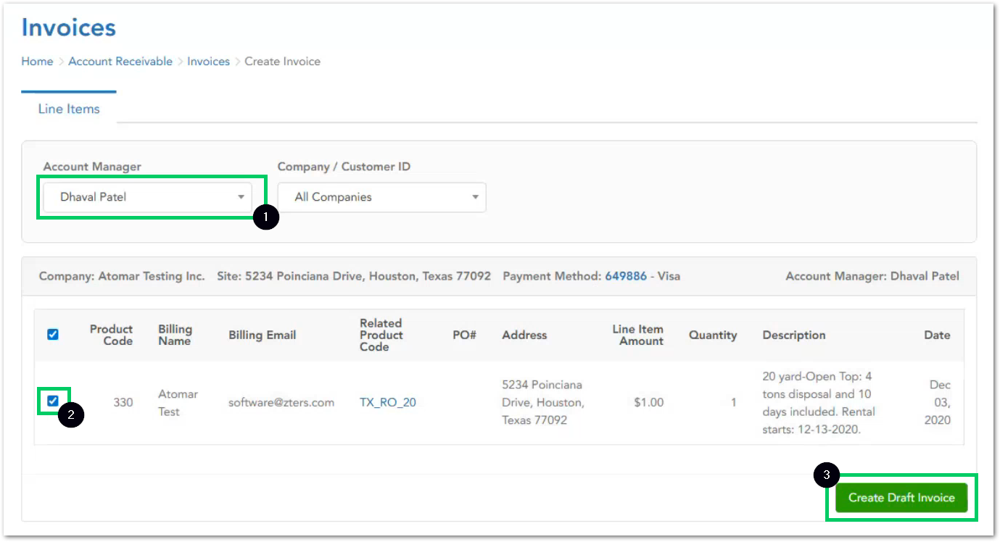 Invoices
Home > Account Receivable > Invoices > Create Invoice
Line Items
Account Manager
Company / Customer ID
Dhaval Patel
All Companies
1
Company: Atomar Testing Inc. Site: 5234 Poinciana Drive, Houston, Texas 77092 Payment Method: 649886 - Visa Account Manager: Dhaval Patel
Product
Code
Billing
Name
Billing Email
Related
Product
Code
PO#
Address
Line Item
Amount
Quantity
Description
Date
2
330
Atomar
Test
software@zters.com
TX_RO_20
5234 Poinciana
Drive, Houston,
Texas 77092
$1.00
1
20 yard-Open Top: 4
tons disposal and 10
days included. Rental
starts: 12-13-2020.
Dec
03,
2020
3
Create Draft Invoice